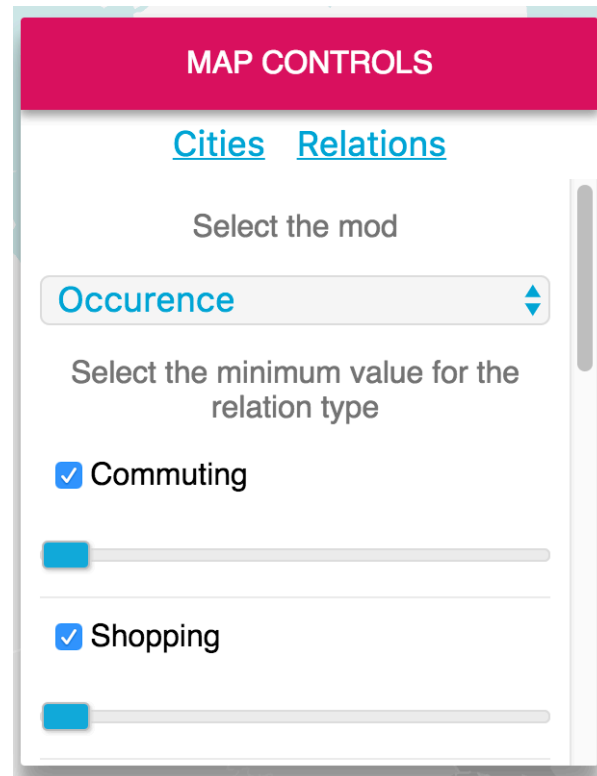 MAP CONTROLS
Cities Relations
Select the mod
Occurence
Select the minimum value for the
relation type
Commuting
Shopping